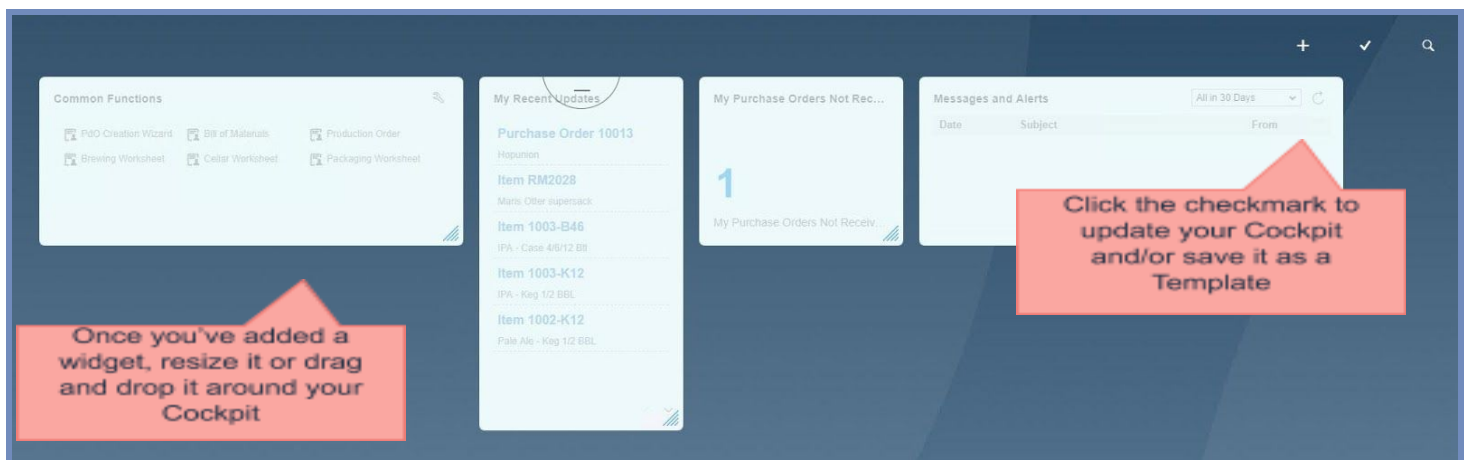 Common Functions
PdO Creation Wizard
Bill of Materials
Production Order
Brewing Worksheet
Cellar Worksheet
Packaging Worksheet
My Recent Updates
Purchase Order 10013
Hopunion
Item RM2028
Maris Otter supersack
Item 1003-B46
IPA - Case 4/6/12 Btl
Item 1003-K12
IPA - Keg 1/2 BBL
Item 1002-K12
Pale Ale - Keg 1/2 BBL
My Purchase Orders Not Rec...
1
My Purchase Orders Not Receiv...
Messages and Alerts
All in 30 Days
Date Subject From
Once you've added a
widget, resize it or drag
and drop it around your
Cockpit
Click the checkmark to
update your Cockpit
and/or save it as a
Template